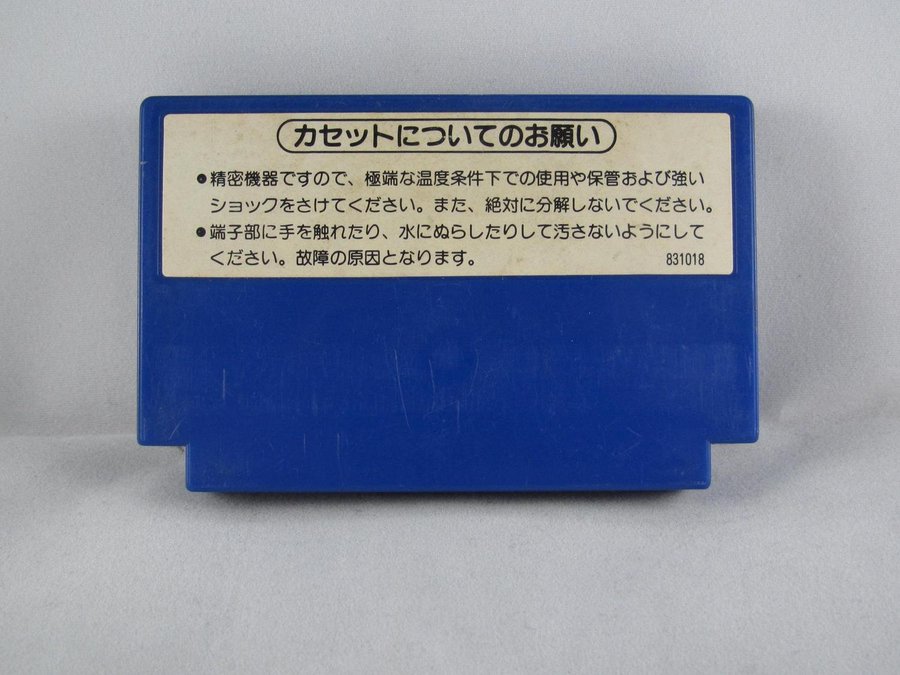 カセットについてのお願い
●精密機器ですので、極端な温度条件下での使用や保管および強い
ショックをさけてください。また、絶対に分解しないでください。
●端子部に手を触れたり、水にぬらしたりして汚さないようにして
ください。故障の原因となります。 831018